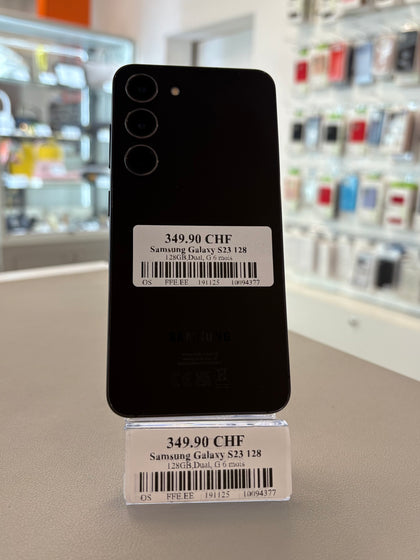 349.90 CHF
Samsung Galaxy S23 128
128GB,Dual, G 6 mois
OS FFE.EE 191125 10094377
SAMSUNG
349.90 CHF
Samsung Galaxy S23 128
128GB,Dual, G 6 mois
OS FFE.EE 191125 10094377